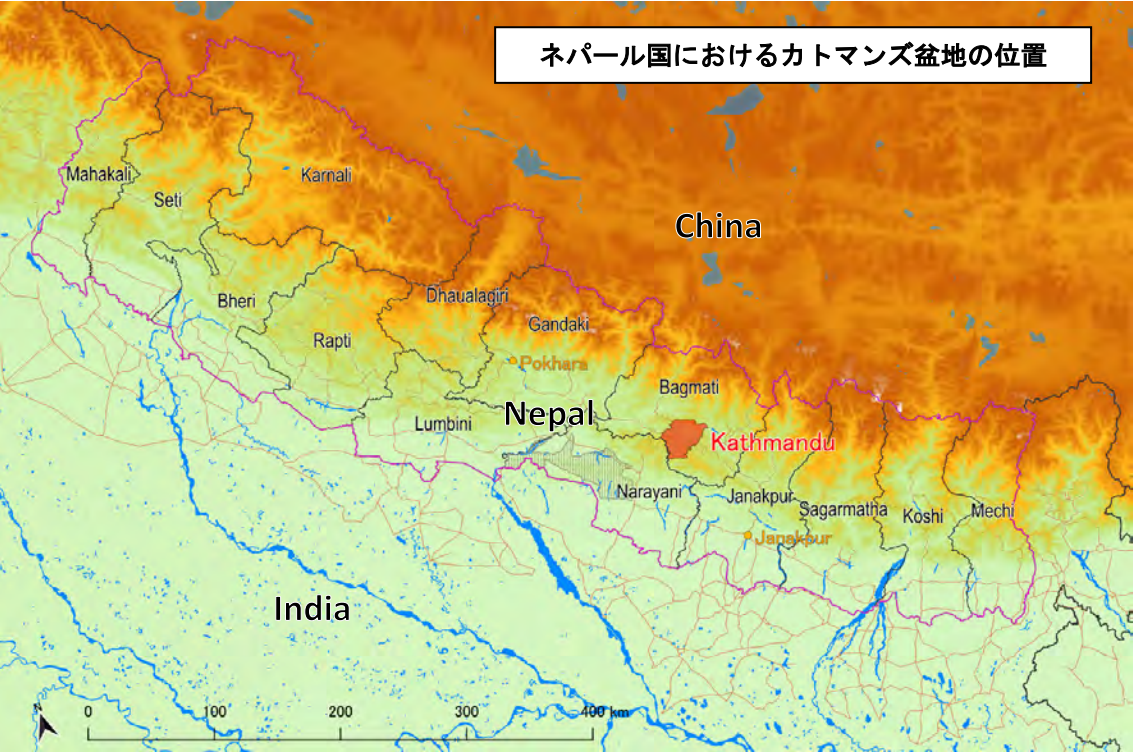 ネパール国におけるカトマンズ盆地の位置
Mahakali
Seti
Karnali
China
Bheri
Dhaualagiri
Gandaki
Rapti
Pokhara
Bagmati
Nepal
Lumbini
Kathmandu
Narayani
Janakpur
Sagarmatha
Koshi
Mechi
Janakpur
India
N
0 100 200 300 400 km